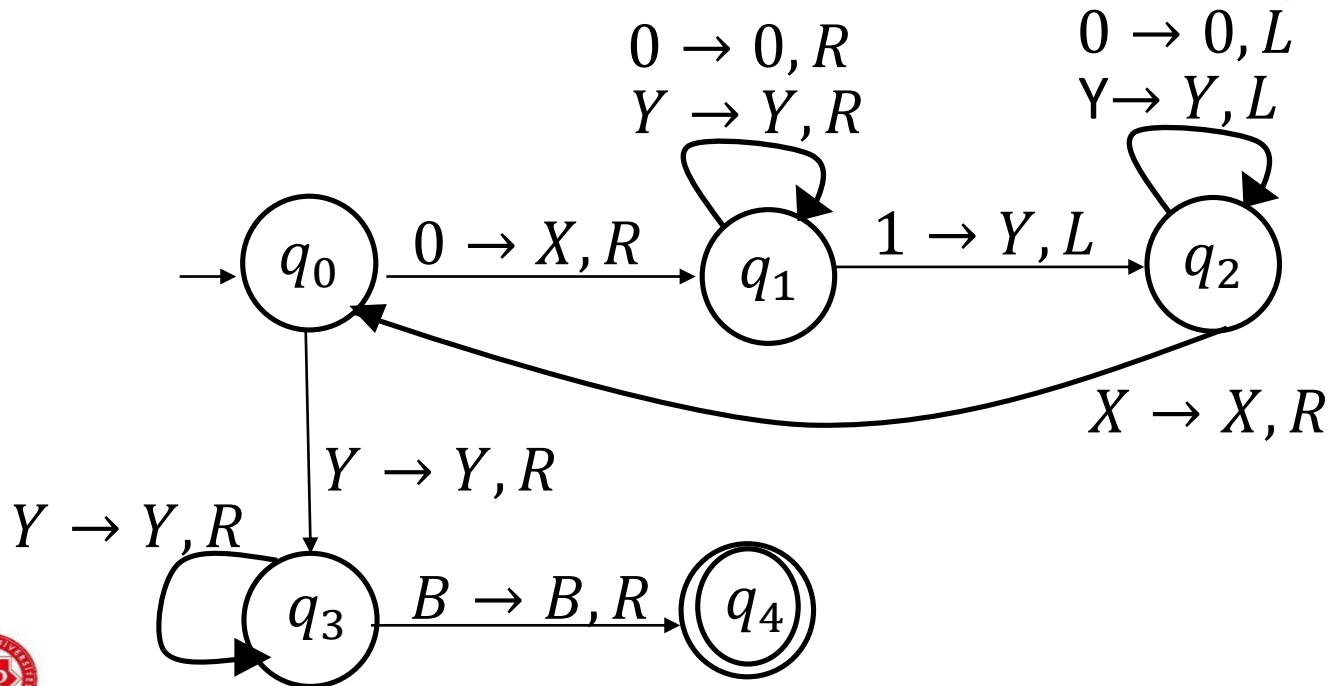 0 → 0, R
Y → Y, R
0 → 0, L
Y→ Y, L
q₀
0 → X, R
q₁
1 → Y, L
q₂
X → X, R
Y → Y, R
Y → Y, R
q₃
B → B, R
q₄